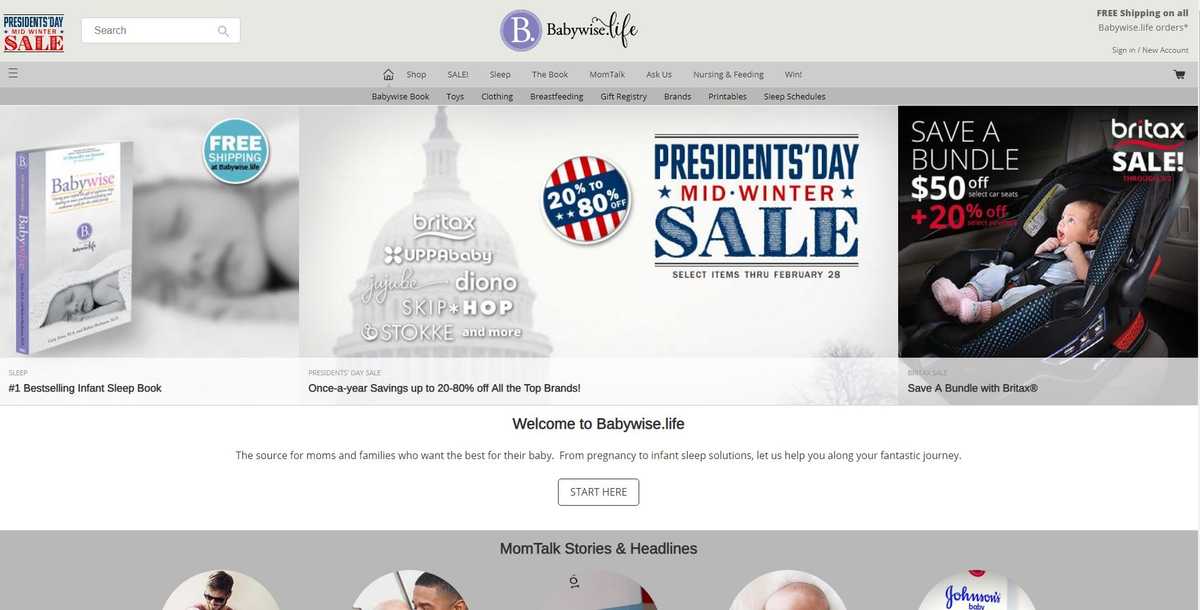 PRESIDENTS' DAY
MID WINTER
SALE
Search
B. Babywise.life
FREE Shipping on all
Babywise.life orders*
Sign in / New Account
Shop SALE! Sleep The Book MomTalk Ask Us Nursing & Feeding Win!
Babywise Book Toys Clothing Breastfeeding Gift Registry Brands Printables Sleep Schedules
FREE
SHIPPING
at Babywise.life
Babywise
B.
Babywise.life
Babywise
britax
UPPAbaby
jujube diono
SKIP*HOP
STOKKE and more
20% TO
80% OFF
PRESIDENTS' DAY
MID·WINTER
SALE
SELECT ITEMS THRU FEBRUARY 28
SAVE A
BUNDLE
$50 off
select car seats
+20% off
britax
SALE!
SLEEP
#1 Bestselling Infant Sleep Book
PRESIDENTS' DAY SALE
Once-a-year Savings up to 20-80% off All the Top Brands!
BRITAX SALE
Save A Bundle with Britax®
Welcome to Babywise.life
The source for moms and families who want the best for their baby. From pregnancy to infant sleep solutions, let us help you along your fantastic journey.
START HERE
MomTalk Stories & Headlines
Johnson's
baby